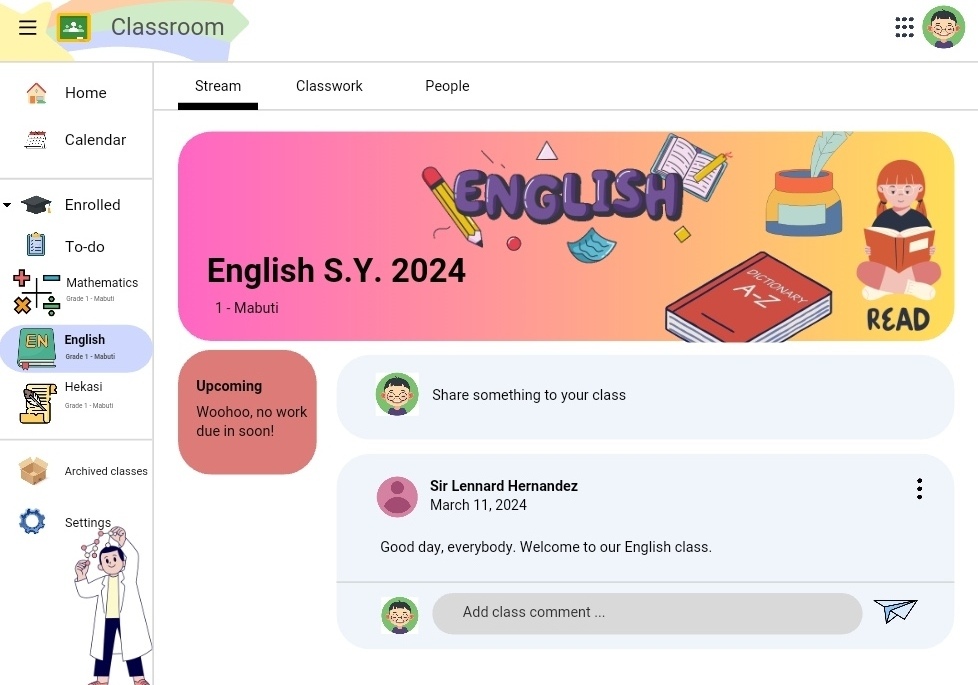 Classroom
Home
Calendar
Enrolled
To-do
Mathematics
Grade 1 - Mabuti
EN
English
Grade 1 - Mabuti
Hekasi
Grade 1 - Mabuti
Archived classes
Settings
Stream Classwork People
ENGLISH
English S.Y. 2024
1 - Mabuti
DICTIONARY
A-Z
READ
Upcoming
Woohoo, no work
due in soon!
Share something to your class
Sir Lennard Hernandez
March 11, 2024
Good day, everybody. Welcome to our English class.
Add class comment ...